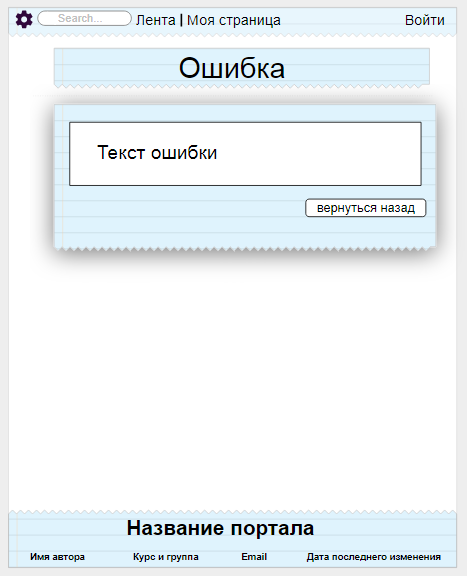 Search... Лента | Моя страница Войти
Ошибка
Текст ошибки
вернуться назад
Название портала
Имя автора Курс и группа Email Дата последнего изменения